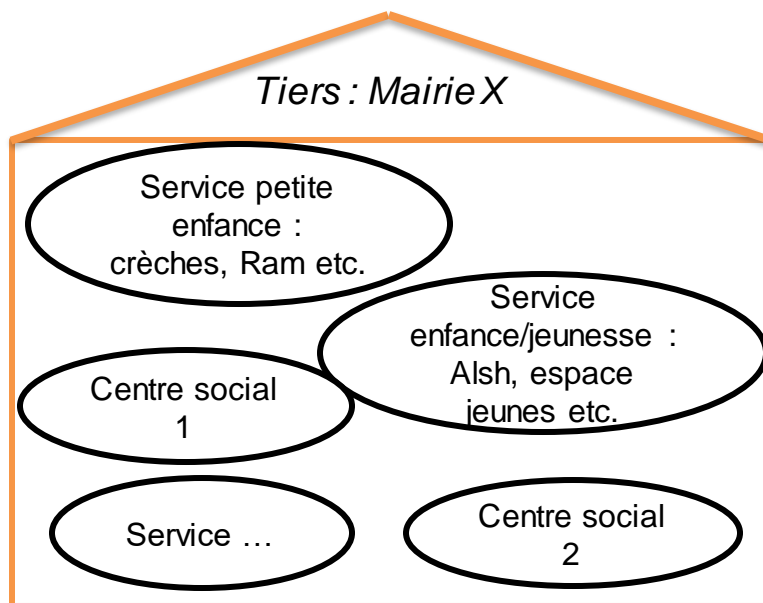 Tiers : Mairie X
Service petite
enfance :
crèches, Ram etc.
Service
enfance/jeunesse :
Alsh, espace
jeunes etc.
Centre social
1
Service …
Centre social
2